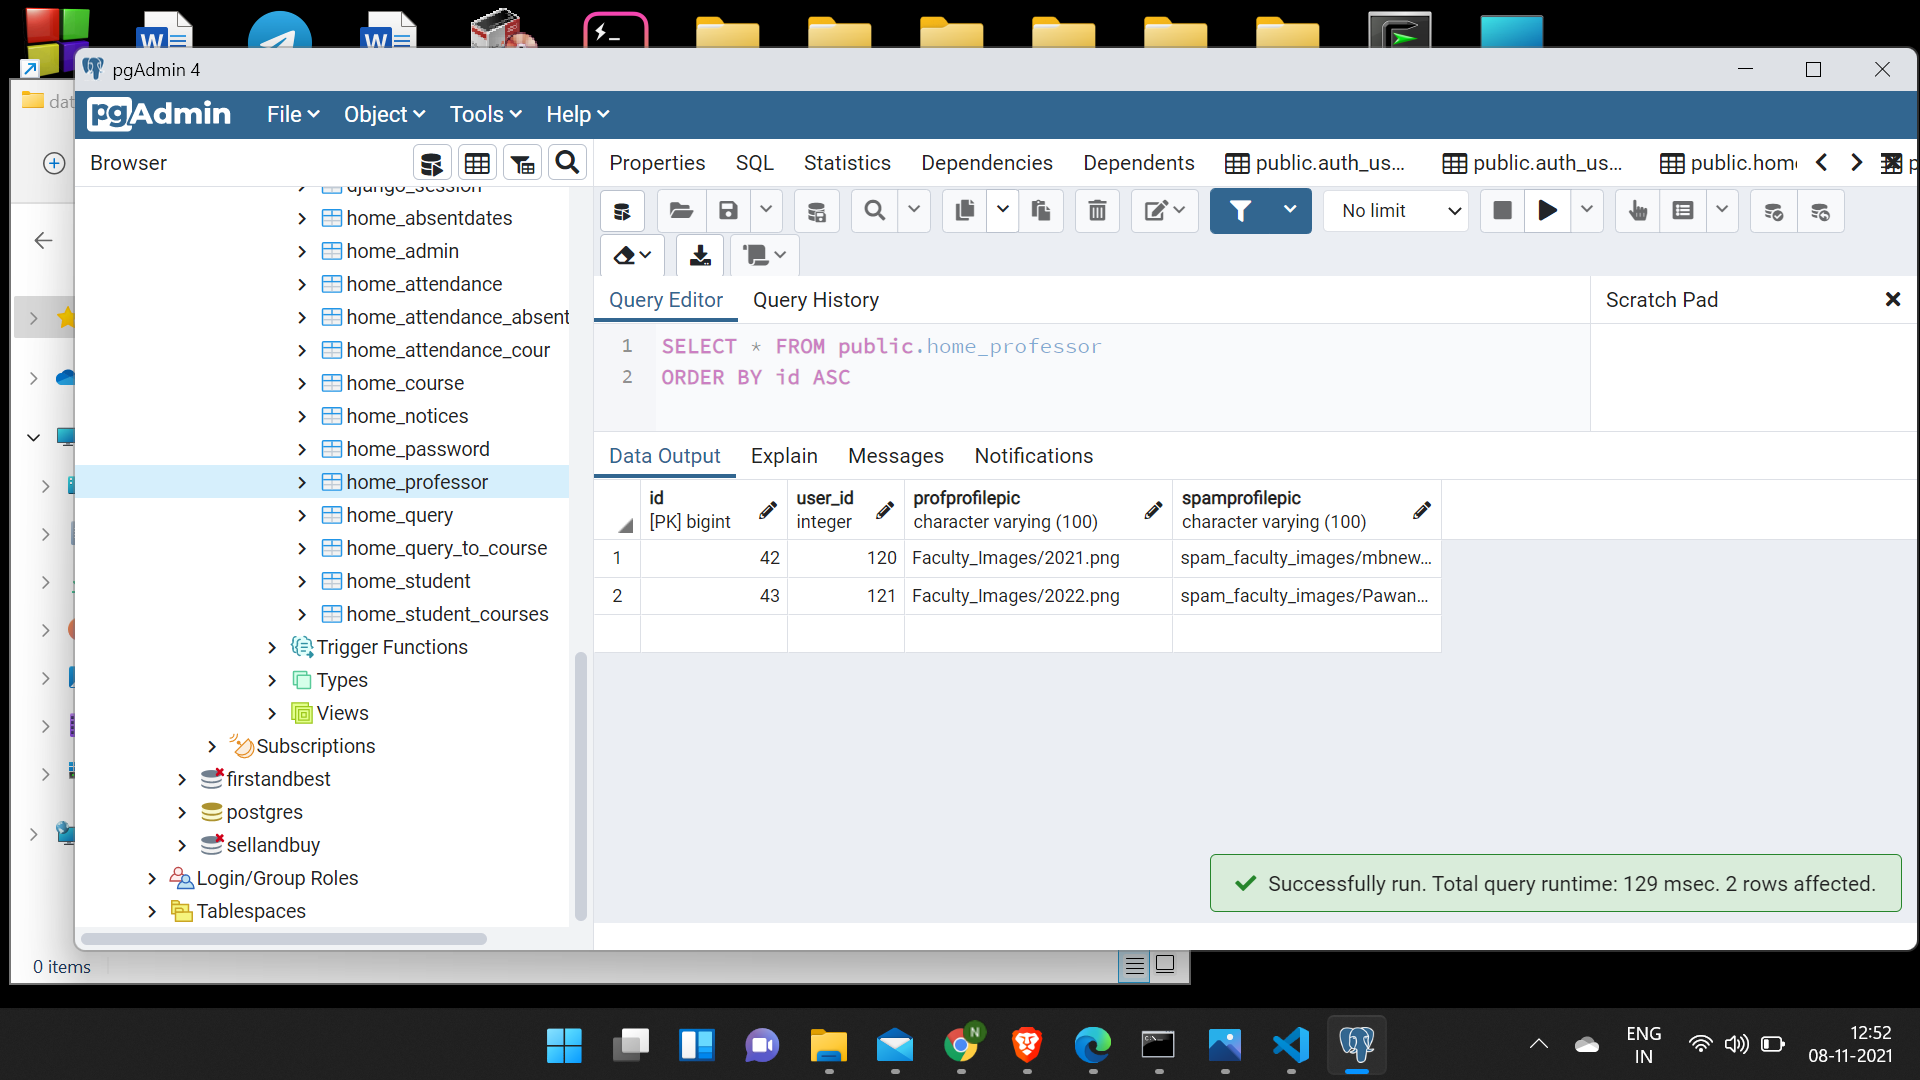 pgAdmin 4
dat
pgAdmin File Object Tools Help
Browser
Properties SQL Statistics Dependencies Dependents public.auth_us... public.auth_us... public.hom
No limit
django_session
home_absentdates
home_admin
home_attendance
home_attendance_absent
home_attendance_cour
home_course
home_notices
home_password
home_professor
home_query
home_query_to_course
home_student
home_student_courses
Trigger Functions
Types
Views
Subscriptions
firstandbest
postgres
sellandbuy
Login/Group Roles
Tablespaces
Query Editor Query History
Scratch Pad
1 SELECT * FROM public.home_professor
2 ORDER BY id ASC
Data Output Explain Messages Notifications
id user_id profprofilepic spamprofilepic
[PK] bigint integer character varying (100) character varying (100)
1 42 120 Faculty_Images/2021.png spam_faculty_images/mbnew...
2 43 121 Faculty_Images/2022.png spam_faculty_images/Pawan...
Successfully run. Total query runtime: 129 msec. 2 rows affected.
0 items
N
ENG
IN
12:52
08-11-2021